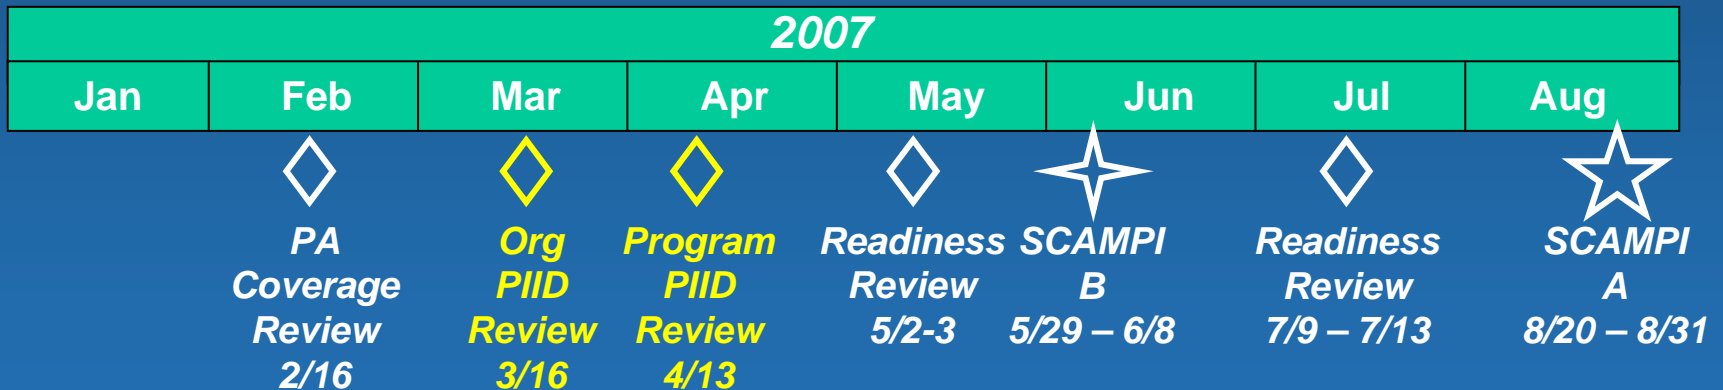 2007
Jan Feb Mar Apr May Jun Jul Aug
PA
Coverage
Review
2/16
Org
PIID
Review
3/16
Program
PIID
Review
4/13
Readiness
Review
5/2-3
SCAMPI
B
5/29 – 6/8
Readiness
Review
7/9 – 7/13
SCAMPI
A
8/20 – 8/31